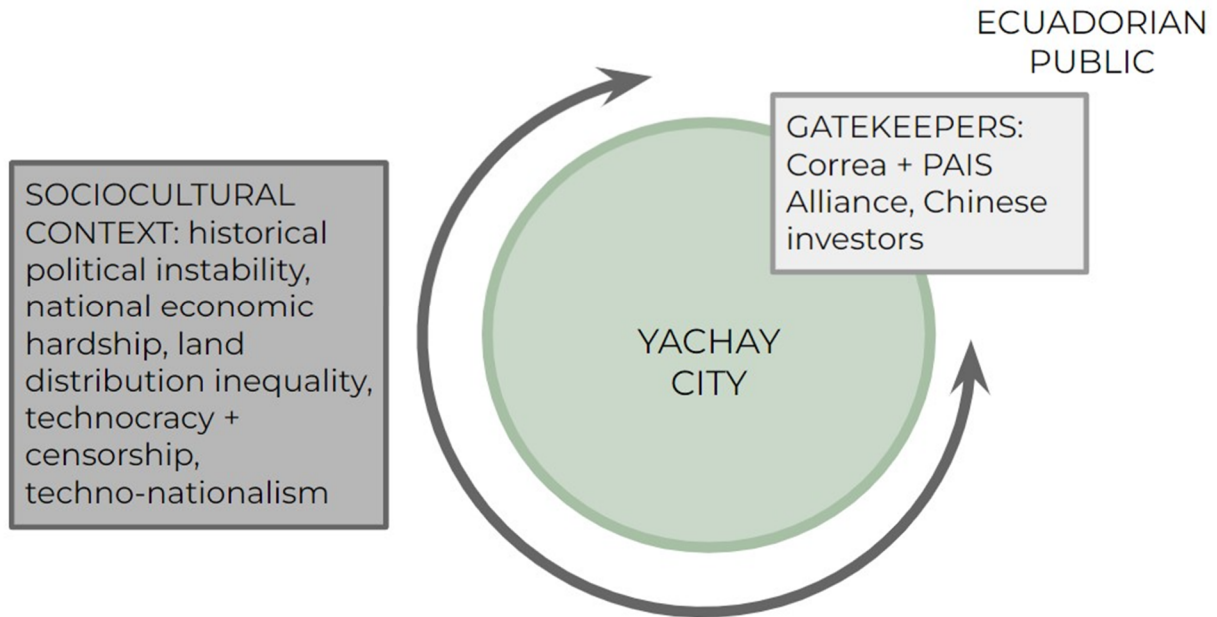 ECUADORIAN
PUBLIC
GATEKEEPERS:
Correa + PAIS
Alliance, Chinese
investors
SOCIOCULTURAL
CONTEXT: historical
political instability,
national economic
hardship, land
distribution inequality,
technocracy +
censorship,
techno-nationalism
YACHAY
CITY